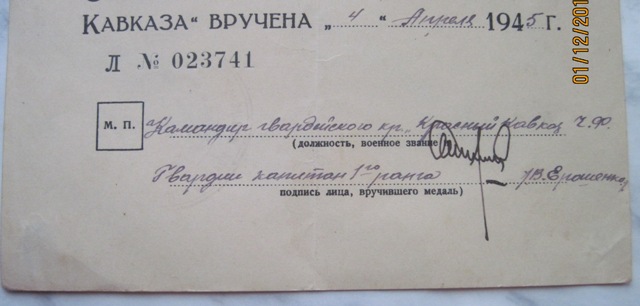 КАВКАЗА“ ВРУЧЕНА „ 4 “ Апреля 1945 г.
Л № 023741
М. П. Командир гвардейского кр. „Красный Кавказ Ч.Ф.
(должность, военное звание
Гвардии капитан 1го ранга /В. Ерошенко/
подпись лица, вручившего медаль)
01/12/201